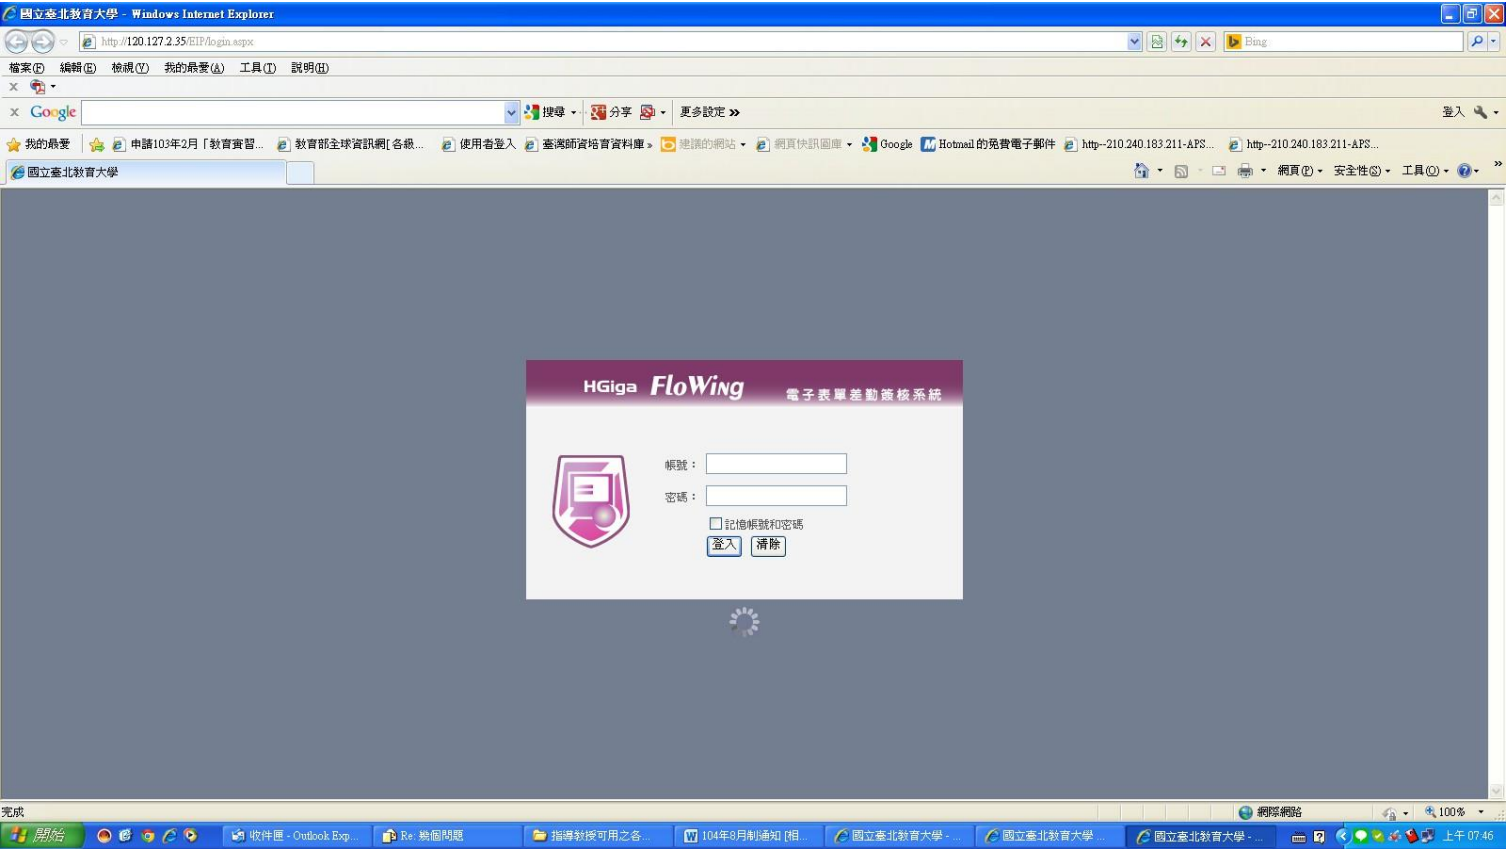 國立臺北教育大學 - Windows Internet Explorer
http://120.127.2.35/EIP/login.aspx
Bing
檔案(F) 編輯(E) 檢視(V) 我的最愛(A) 工具(T) 說明(H)
x
x Google 搜尋 分享 更多設定 » 登入
我的最愛 申請103年2月「教育實習... 教育部全球資訊網[各級... 使用者登入 臺灣師資培育資料庫» 建議的網站 網頁快訊圖庫 Google Hotmail 的免費電子郵件 http--210.240.183.211-APS... http--210.240.183.211-APS...
國立臺北教育大學 網頁(P) 安全性(S) 工具(O) »
HGiga FloWing 電子表單差勤簽核系統
帳號：
密碼：
記憶帳號和密碼
登入 清除
完成 網際網路 100%
開始 收件匣 - Outlook Exp... Re: 幾個問題 指導教授可用之各... 104年8月制通知 [相... 國立臺北教育大學 - ... 國立臺北教育大學 ... 國立臺北教育大學 - ... 上午 07:46